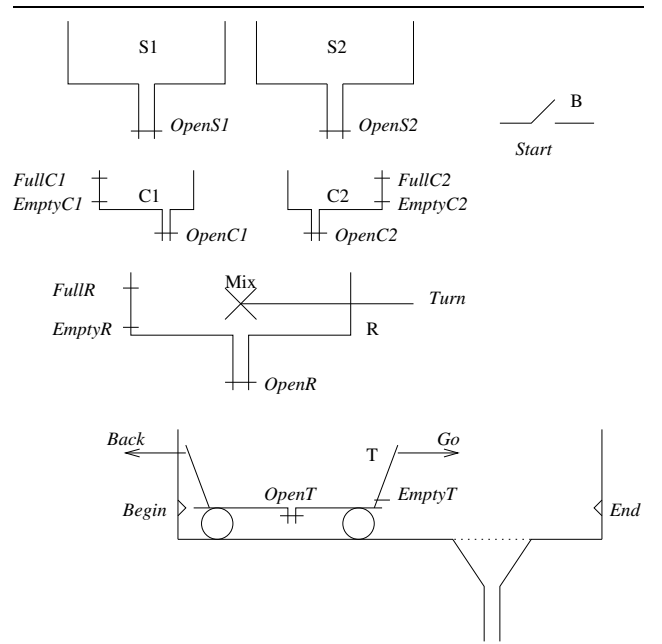 S1 S2
B
OpenS1 OpenS2
Start
FullC1 FullC2
C1 C2
EmptyC1 EmptyC2
OpenC1 OpenC2
Mix
FullR
Turn
EmptyR
R
OpenR
Back Go
T
OpenT EmptyT
Begin End